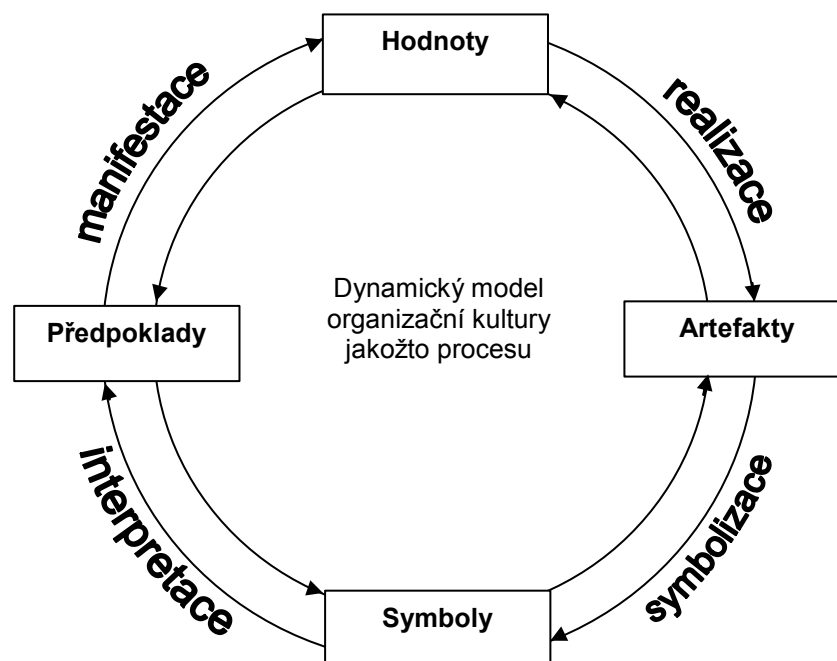 Hodnoty
manifestace
realizace
Dynamický model
organizační kultury
jakožto procesu
Předpoklady
Artefakty
interpretace
symbolizace
Symboly